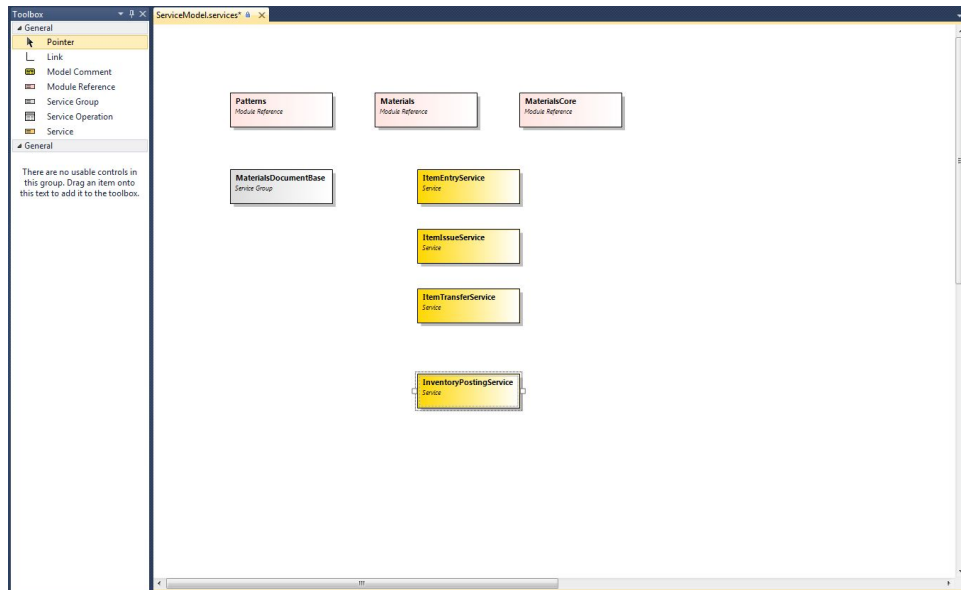 Toolbox
ServiceModel.services*
General
Pointer
Link
Model Comment
Module Reference
Service Group
Service Operation
Service
General
There are no usable controls in
this group. Drag an item onto
this text to add it to the toolbox.
Patterns
Module Reference
Materials
Module Reference
MaterialsCore
Module Reference
MaterialsDocumentBase
Service Group
ItemEntryService
Service
ItemIssueService
Service
ItemTransferService
Service
InventoryPostingService
Service